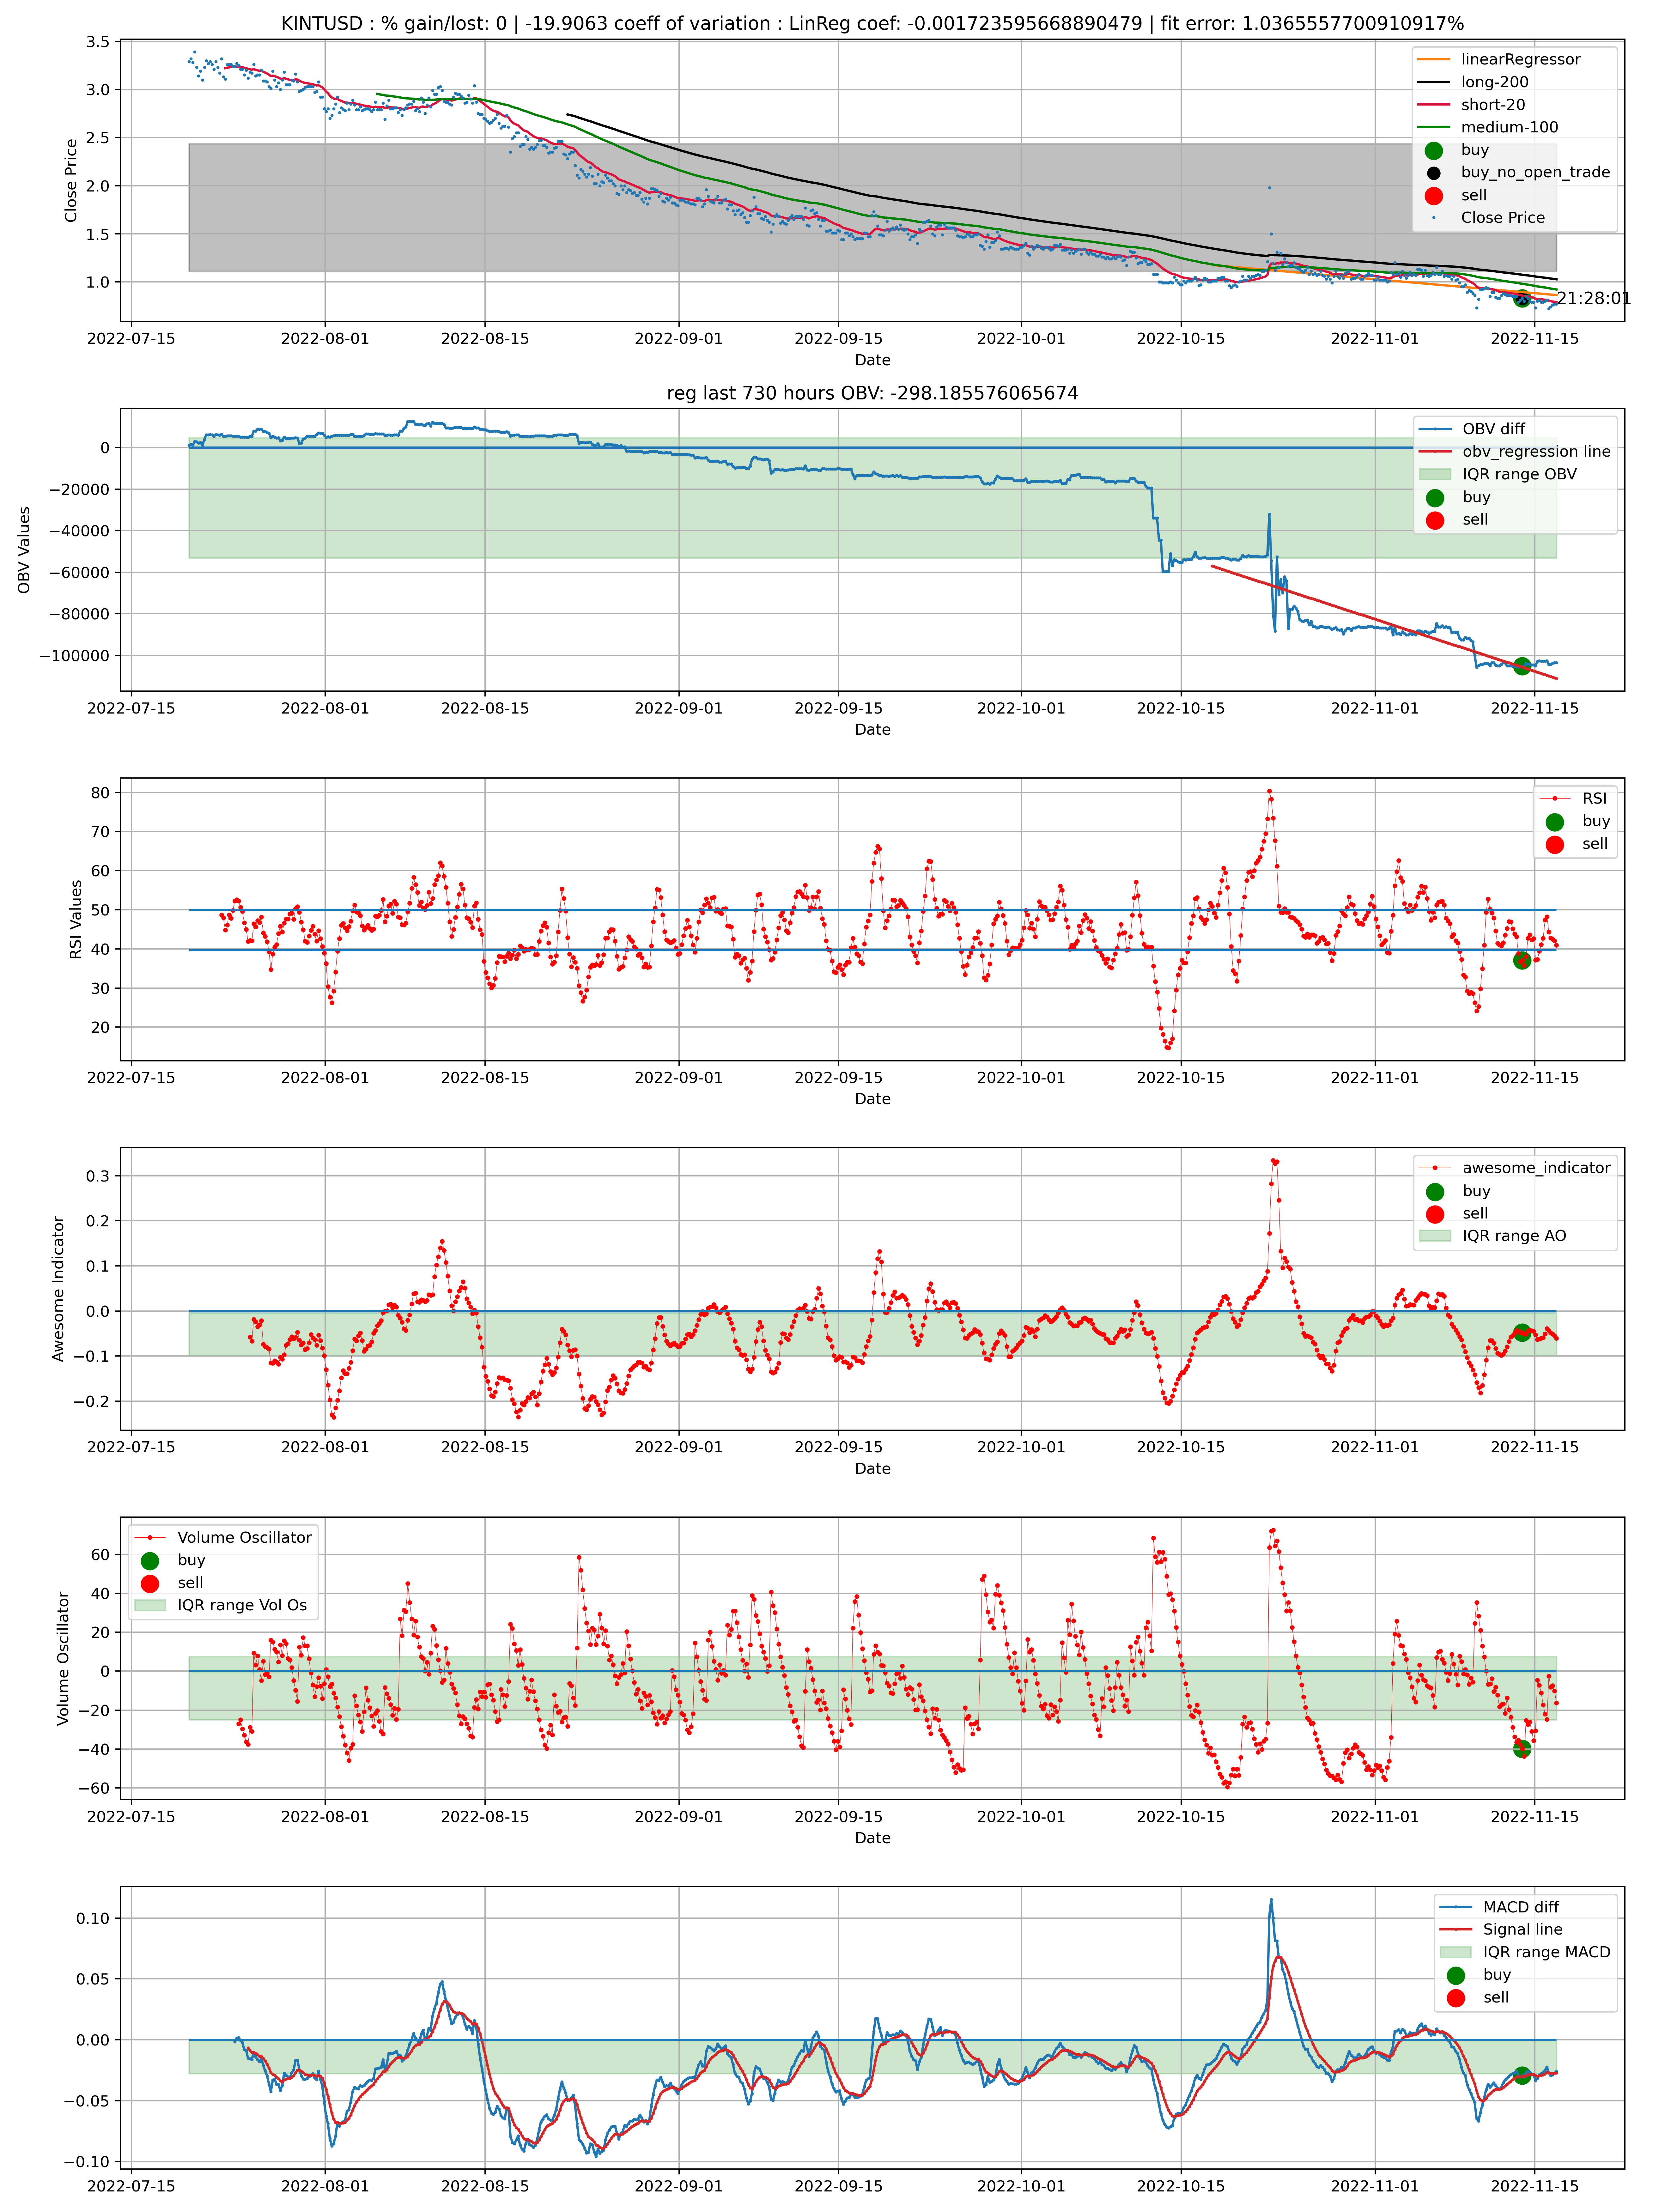 KINTUSD : % gain/lost: 0 | -19.9063 coeff of variation : LinReg coef: -0.001723595668890479 | fit error: 1.0365557700910917%
3.5
3.0
2.5
2.0
1.5
1.0
Close Price
linearRegressor
long-200
short-20
medium-100
buy
buy_no_open_trade
sell
Close Price
21:28:01
2022-07-15 2022-08-01 2022-08-15 2022-09-01 2022-09-15 2022-10-01 2022-10-15 2022-11-01 2022-11-15
Date
reg last 730 hours OBV: -298.185576065674
0
−20000
−40000
−60000
−80000
−100000
OBV Values
OBV diff
obv_regression line
IQR range OBV
buy
sell
2022-07-15 2022-08-01 2022-08-15 2022-09-01 2022-09-15 2022-10-01 2022-10-15 2022-11-01 2022-11-15
Date
80
70
60
50
40
30
20
RSI Values
RSI
buy
sell
2022-07-15 2022-08-01 2022-08-15 2022-09-01 2022-09-15 2022-10-01 2022-10-15 2022-11-01 2022-11-15
Date
0.3
0.2
0.1
0.0
−0.1
−0.2
Awesome Indicator
awesome_indicator
buy
sell
IQR range AO
2022-07-15 2022-08-01 2022-08-15 2022-09-01 2022-09-15 2022-10-01 2022-10-15 2022-11-01 2022-11-15
Date
60
40
20
0
−20
−40
−60
Volume Oscillator
Volume Oscillator
buy
sell
IQR range Vol Os
2022-07-15 2022-08-01 2022-08-15 2022-09-01 2022-09-15 2022-10-01 2022-10-15 2022-11-01 2022-11-15
Date
0.10
0.05
0.00
−0.05
−0.10
MACD diff
Signal line
IQR range MACD
buy
sell
2022-07-15 2022-08-01 2022-08-15 2022-09-01 2022-09-15 2022-10-01 2022-10-15 2022-11-01 2022-11-15